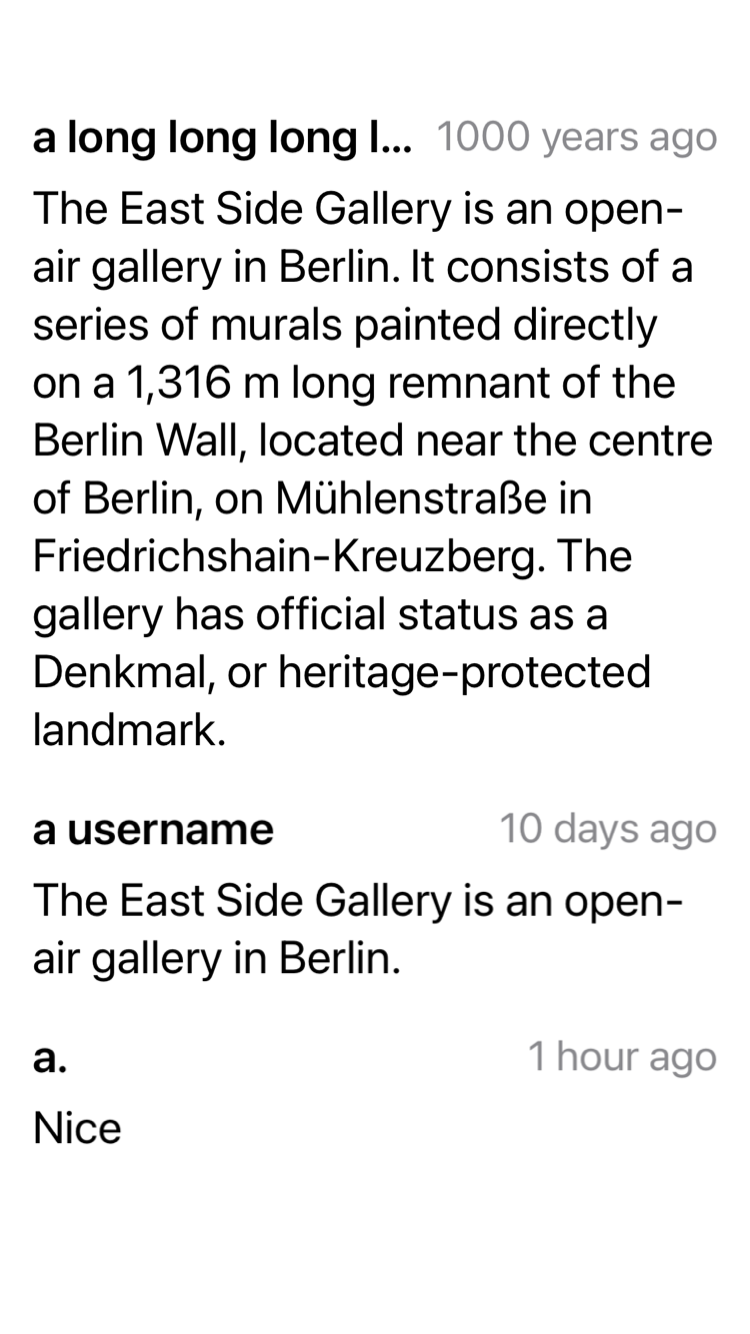 a long long long l... 1000 years ago
The East Side Gallery is an open-
air gallery in Berlin. It consists of a
series of murals painted directly
on a 1,316 m long remnant of the
Berlin Wall, located near the centre
of Berlin, on Mühlenstraße in
Friedrichshain-Kreuzberg. The
gallery has official status as a
Denkmal, or heritage-protected
landmark.
a username 10 days ago
The East Side Gallery is an open-
air gallery in Berlin.
a. 1 hour ago
Nice